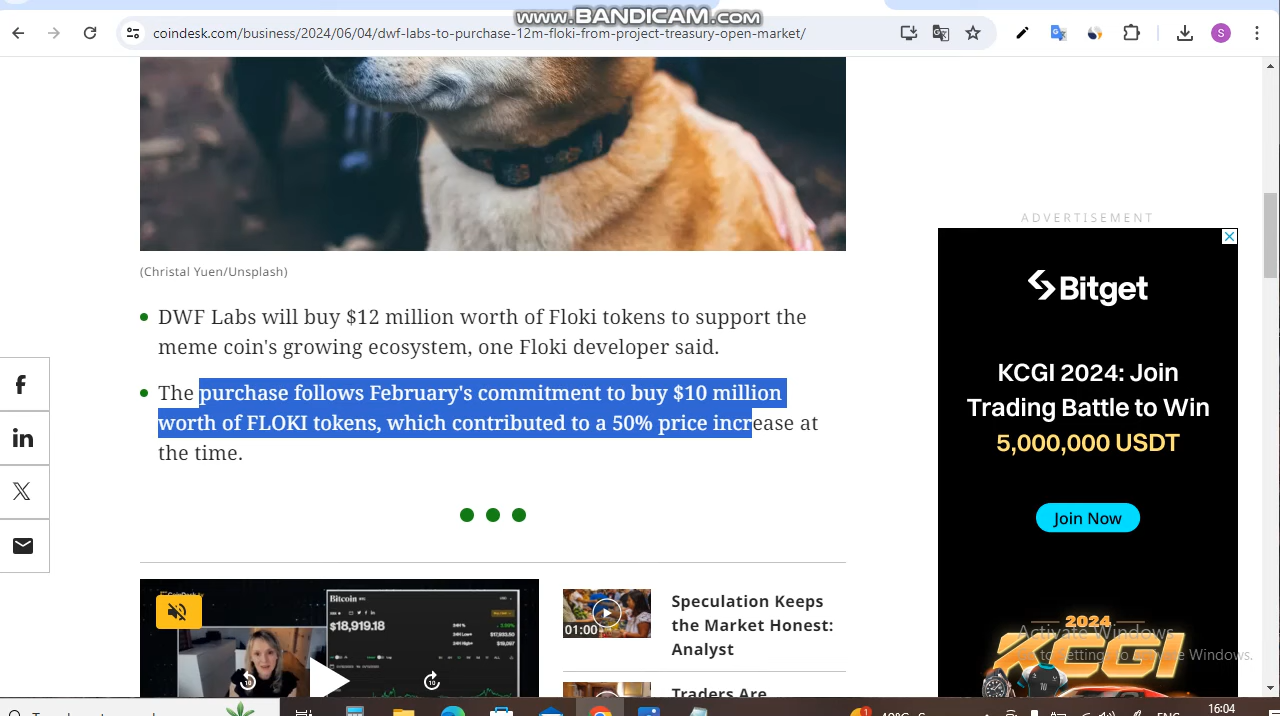 www.BANDICAM.com
coindesk.com/business/2024/06/04/dwf-labs-to-purchase-12m-floki-from-project-treasury-open-market/
S
ADVERTISEMENT
Bitget
KCGI 2024: Join
Trading Battle to Win
5,000,000 USDT
Join Now
2024
KCGI
(Christal Yuen/Unsplash)
DWF Labs will buy $12 million worth of Floki tokens to support the
meme coin's growing ecosystem, one Floki developer said.
The purchase follows February's commitment to buy $10 million
worth of FLOKI tokens, which contributed to a 50% price increase at
the time.
Bitcoin
$18,919.18
10
10
01:00
Speculation Keeps
the Market Honest:
Analyst
Traders Are
Activate Windows
Windows.
ENG
16:04